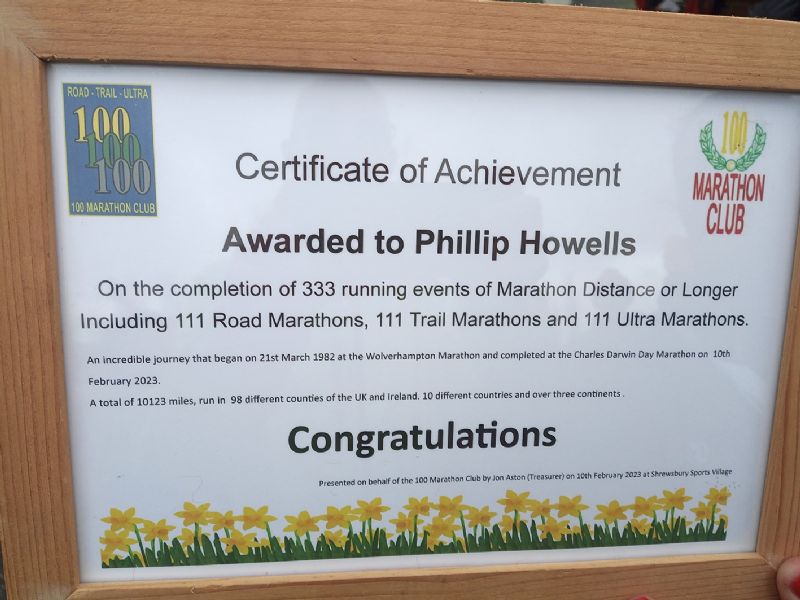 ROAD - TRAIL - ULTRA
100
100
100
100 MARATHON CLUB
100
MARATHON
CLUB
Certificate of Achievement
Awarded to Phillip Howells
On the completion of 333 running events of Marathon Distance or Longer
Including 111 Road Marathons, 111 Trail Marathons and 111 Ultra Marathons.
An incredible journey that began on 21st March 1982 at the Wolverhampton Marathon and completed at the Charles Darwin Day Marathon on 10th
February 2023.
A total of 10123 miles, run in 98 different counties of the UK and Ireland. 10 different countries and over three continents .
Congratulations
Presented on behalf of the 100 Marathon Club by Jon Aston (Treasurer) on 10th February 2023 at Shrewsbury Sports Village